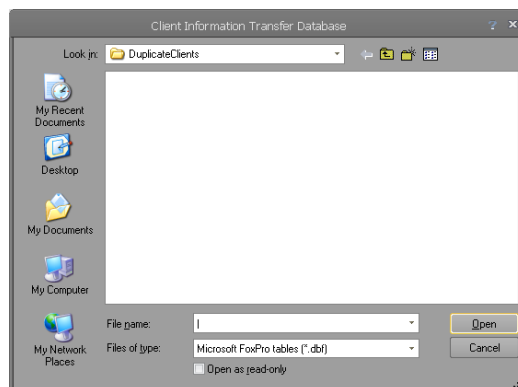 Client Information Transfer Database
Look in:
DuplicateClients
My Recent
Documents
Desktop
My Documents
My Computer
My Network
Places
File name:
Open
Files of type:
Microsoft FoxPro tables (*.dbf)
Cancel
Open as read-only